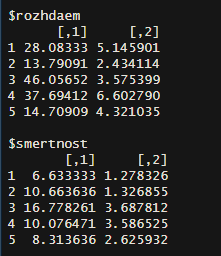 $rozhdaem
[,1] [,2]
1 28.08333 5.145901
2 13.79091 2.434114
3 46.05652 3.575399
4 37.69412 6.602790
5 14.70909 4.321035
$smertnost
[,1] [,2]
1 6.633333 1.278326
2 10.663636 1.326855
3 16.778261 3.687812
4 10.076471 3.586525
5 8.313636 2.625932